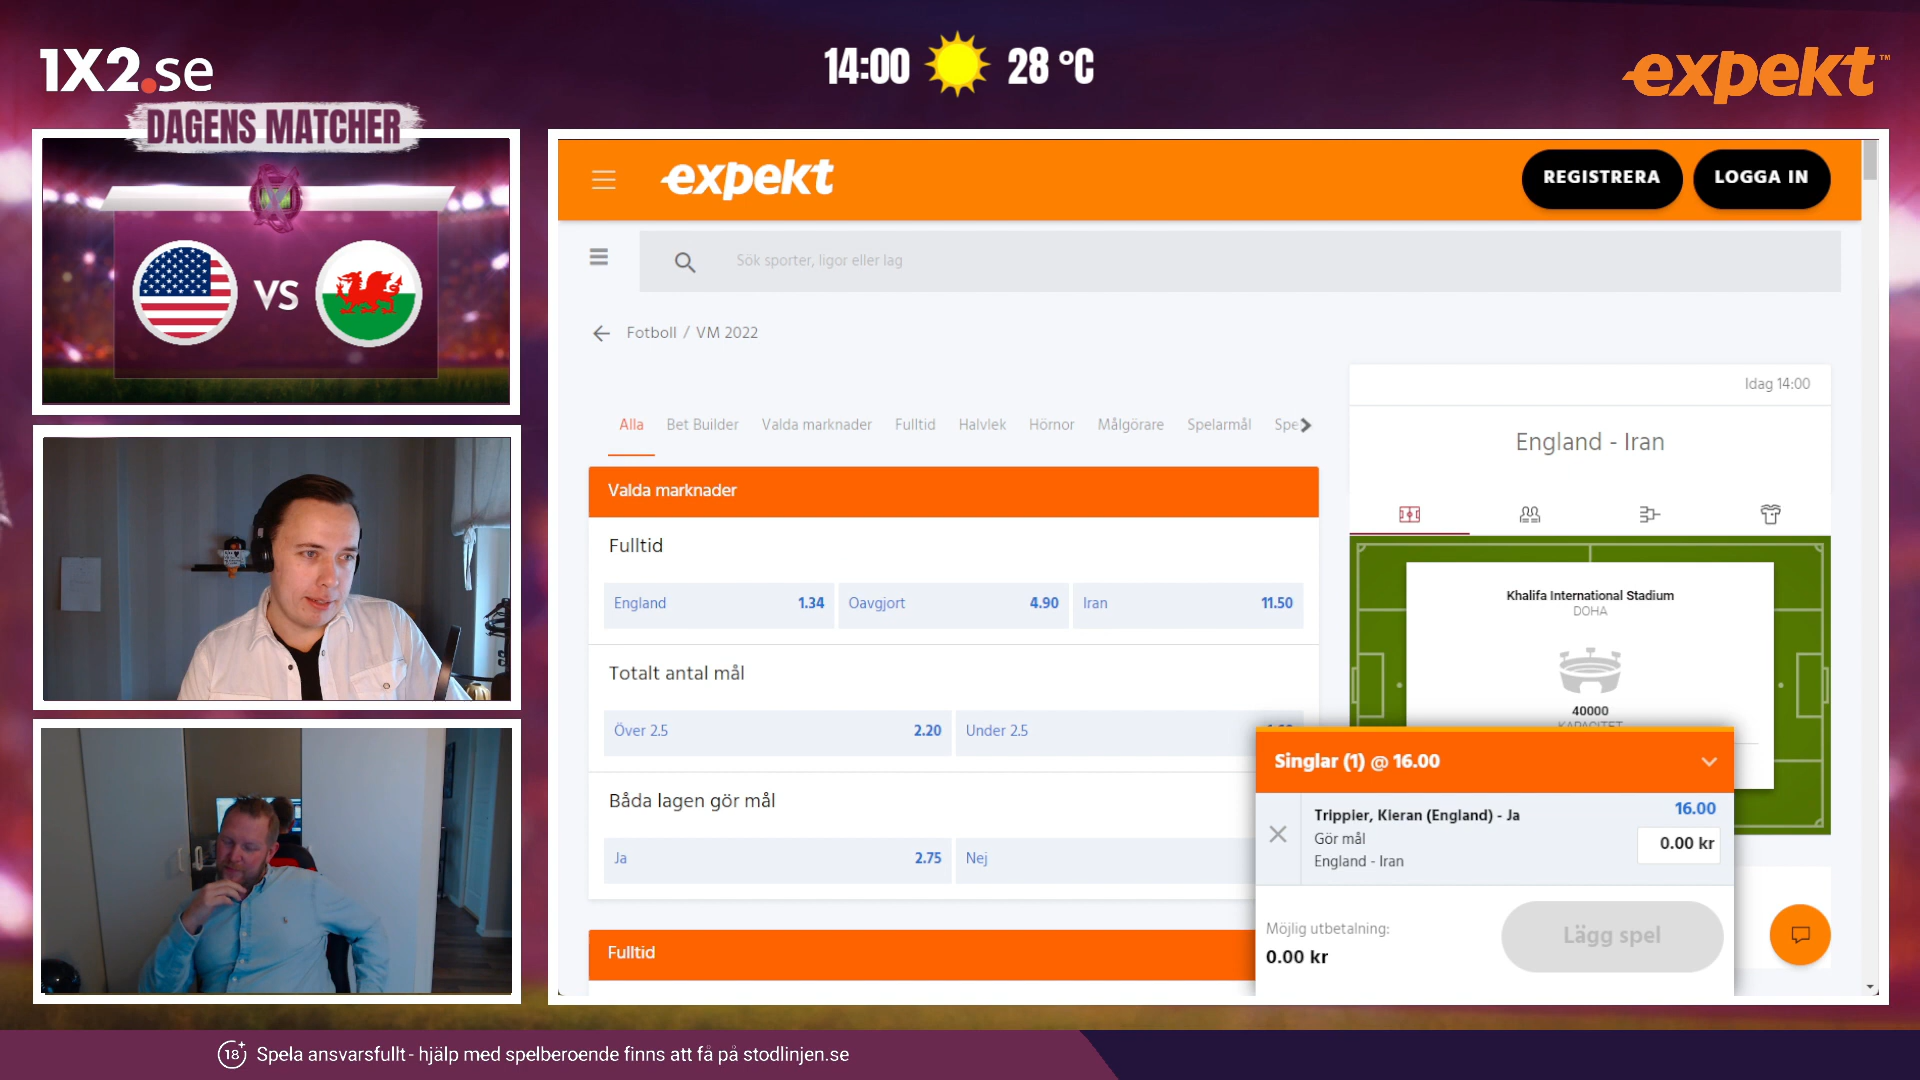 1X2.se
DAGENS MATCHER
14:00
28 °C
expekt™
VS
expekt
REGISTRERA
LOGGA IN
Sök sporter, ligor eller lag
Fotboll / VM 2022
Alla
Bet Builder
Valda marknader
Fulltid
Halvlek
Hörnor
Målgörare
Spelarmål
Valda marknader
Fulltid
England 1.34
Oavgjort 4.90
Iran 11.50
Totalt antal mål
Över 2.5 2.20
Under 2.5
Båda lagen gör mål
Ja 2.75
Nej
Fulltid
Idag 14:00
England - Iran
Khalifa International Stadium
DOHA
40000
KAPACITET
Singlar (1) @ 16.00
Trippier, Kieran (England) - Ja 16.00
Gör mål 0.00 kr
England - Iran
Möjlig utbetalning:
0.00 kr
Lägg spel
18+ Spela ansvarsfullt - hjälp med spelberoende finns att få på stodlinjen.se